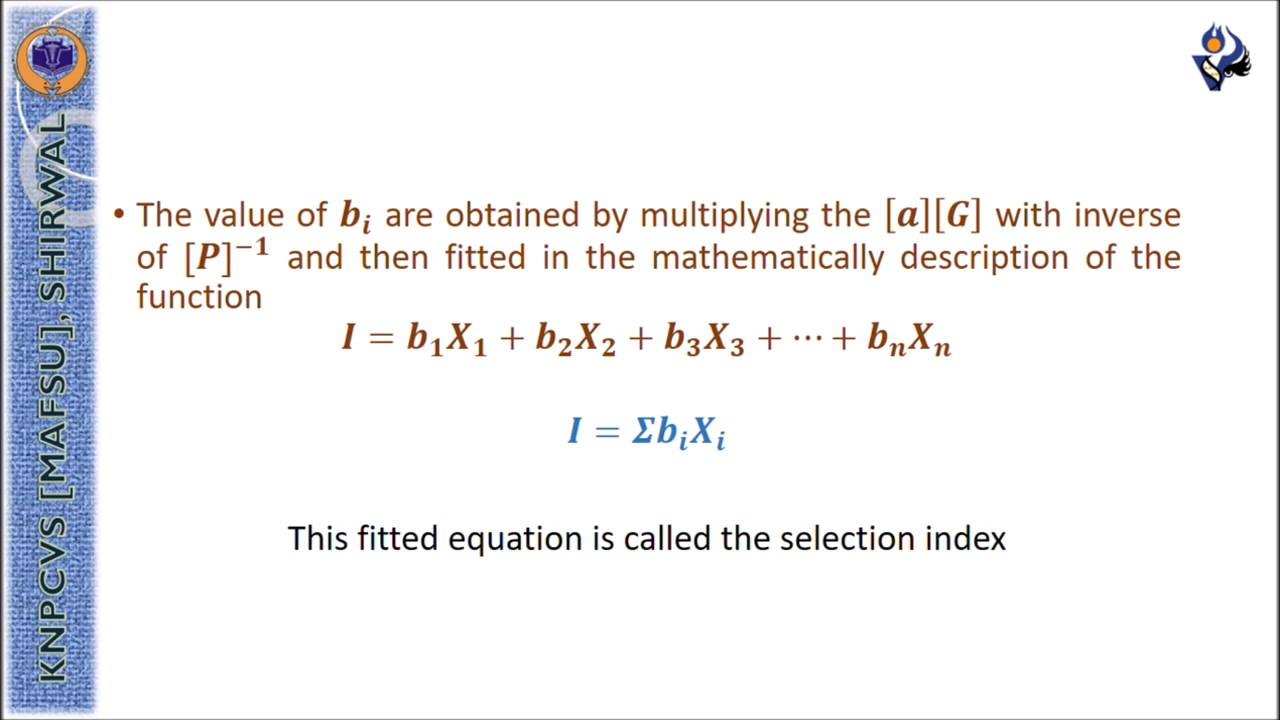 KNPCVS [MAFSU], SHIRWAL
• The value of 𝒃ᵢ are obtained by multiplying the [𝒂][𝑮] with inverse
of [𝑷]⁻¹ and then fitted in the mathematically description of the
function
𝑰 = 𝒃₁𝑿₁ + 𝒃₂𝑿₂ + 𝒃₃𝑿₃ + ⋯ + 𝒃ₙ𝑿ₙ
𝑰 = 𝜮𝒃ᵢ𝑿ᵢ
This fitted equation is called the selection index